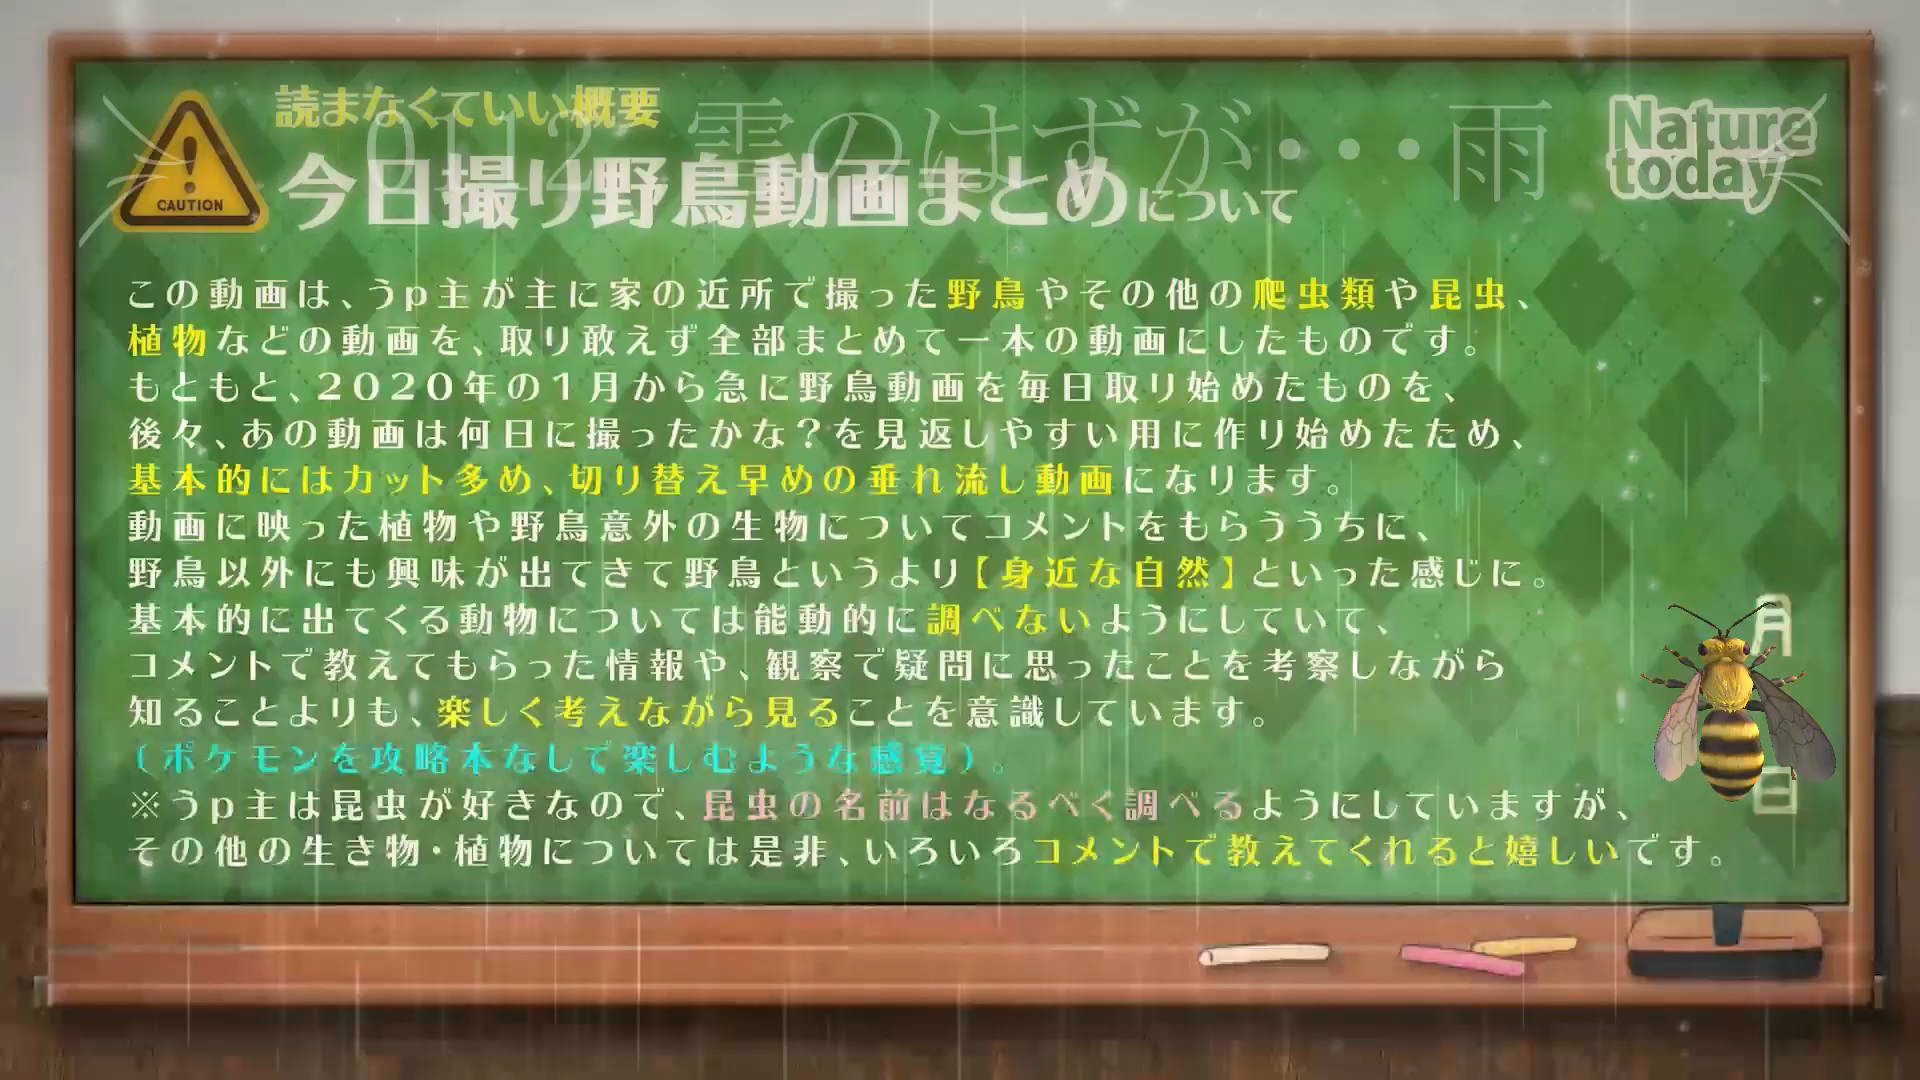 読まなくていい概要
0112 雪のはずが・・・雨
今日撮り野鳥動画まとめについて
CAUTION
Nature
today
この動画は、うp主が主に家の近所で撮った野鳥やその他の爬虫類や昆虫、
植物などの動画を、取り敢えず全部まとめて一本の動画にしたものです。
もともと、2020年の1月から急に野鳥動画を毎日取り始めたものを、
後々、あの動画は何日に撮ったかな？を見返しやすい用に作り始めたため、
基本的にはカット多め、切り替え早めの垂れ流し動画になります。
動画に映った植物や野鳥意外の生物についてコメントをもらううちに、
野鳥以外にも興味が出てきて野鳥というより【身近な自然】といった感じに。
基本的に出てくる動物については能動的に調べないようにしていて、
コメントで教えてもらった情報や、観察で疑問に思ったことを考察しながら
知ることよりも、楽しく考えながら見ることを意識しています。
（ポケモンを攻略本なしで楽しむような感覚）。
※うp主は昆虫が好きなので、昆虫の名前はなるべく調べるようにしていますが、
その他の生き物・植物については是非、いろいろコメントで教えてくれると嬉しいです。
月
日